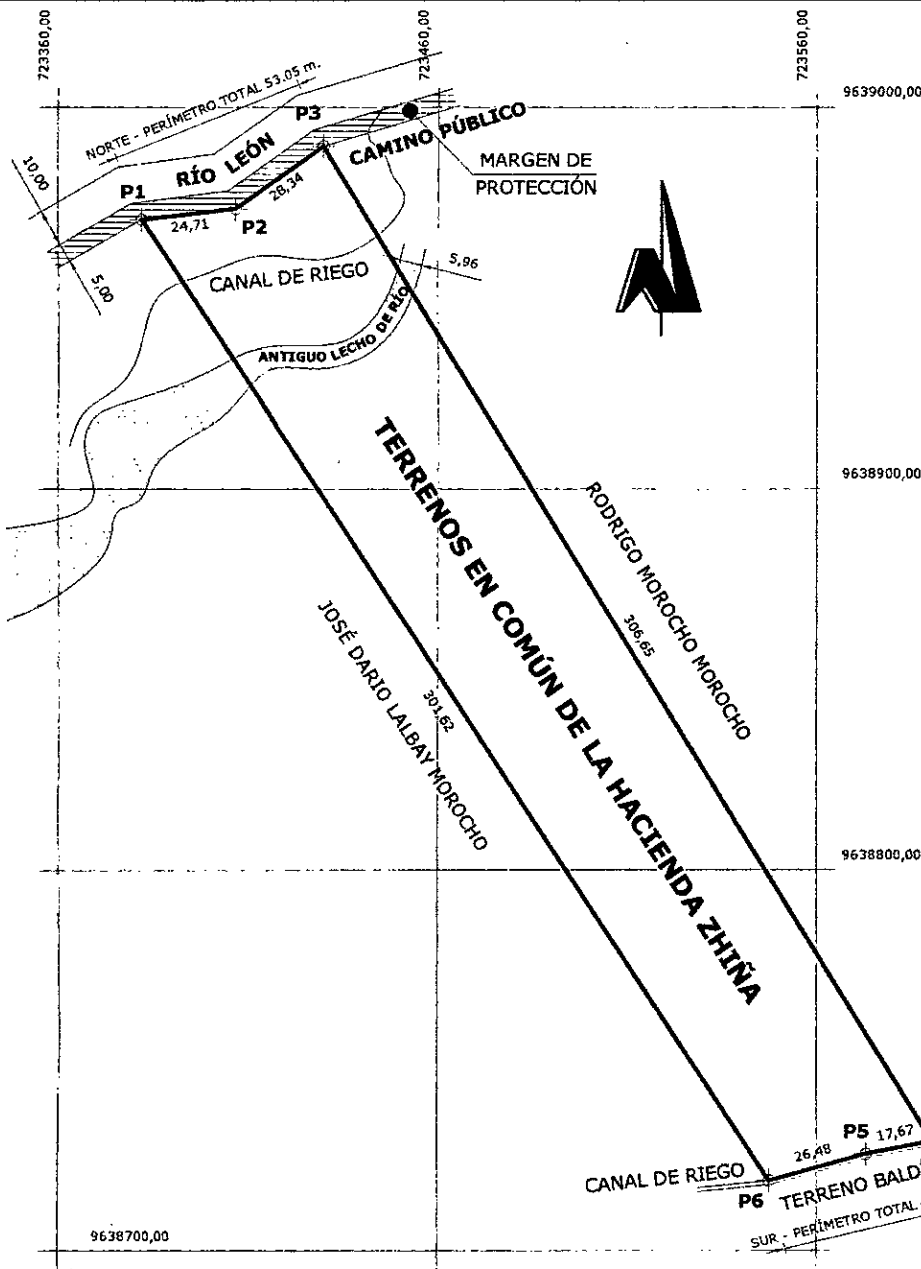 723360,00
723460,00
723560,00
9639000,00
NORTE - PERÍMETRO TOTAL 53.05 m.
P3
RÍO LEÓN
CAMINO PÚBLICO
MARGEN DE
PROTECCIÓN
10,00
P1
28,34
24,71
P2
5,00
CANAL DE RIEGO
5,96
ANTIGUO LECHO DE RÍO
TERRENOS EN COMÚN DE LA HACIENDA ZHIÑA
9638900,00
RODRIGO MOROCHO MOROCHO
306,65
JOSÉ DARIO LALBAY MOROCHO
301,62
9638800,00
P5
17,67
26,48
CANAL DE RIEGO
P6
TERRENO BALD
SUR - PERÍMETRO TOTAL
9638700,00